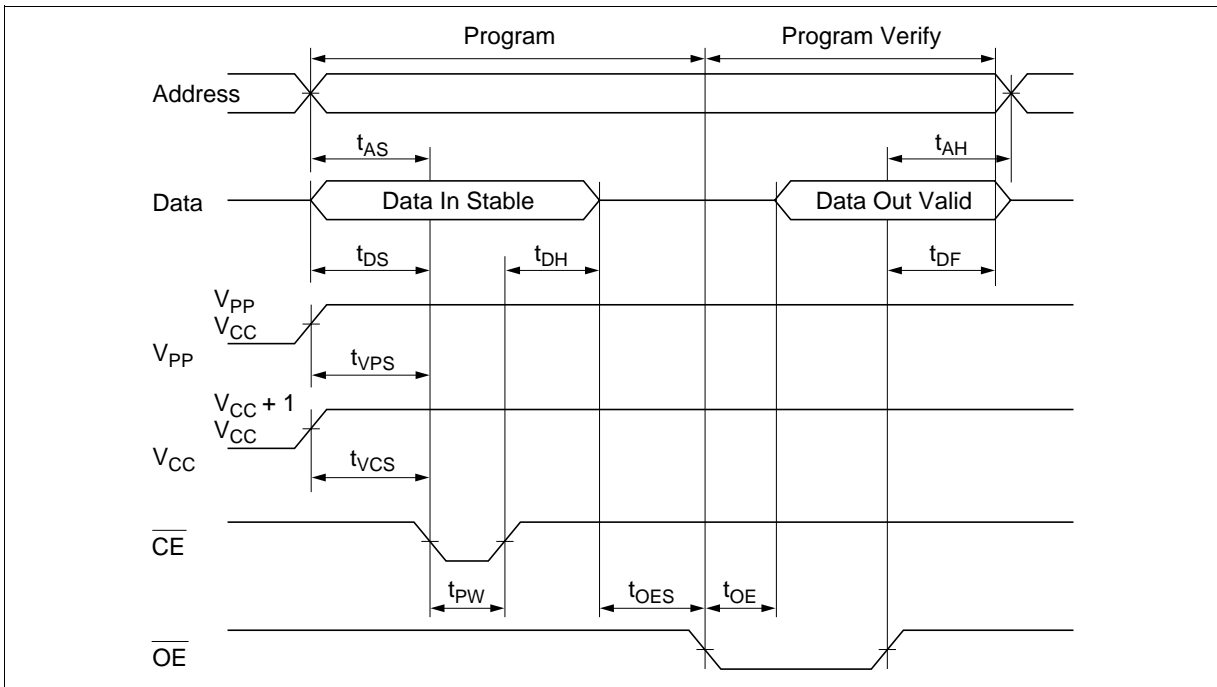 Program
Program Verify
Address
tAS
tAH
Data
Data In Stable
Data Out Valid
tDS
tDH
tDF
VPP
VCC
VPP
tVPS
VCC + 1
VCC
VCC
tVCS
CE
tPW
tOES
tOE
OE